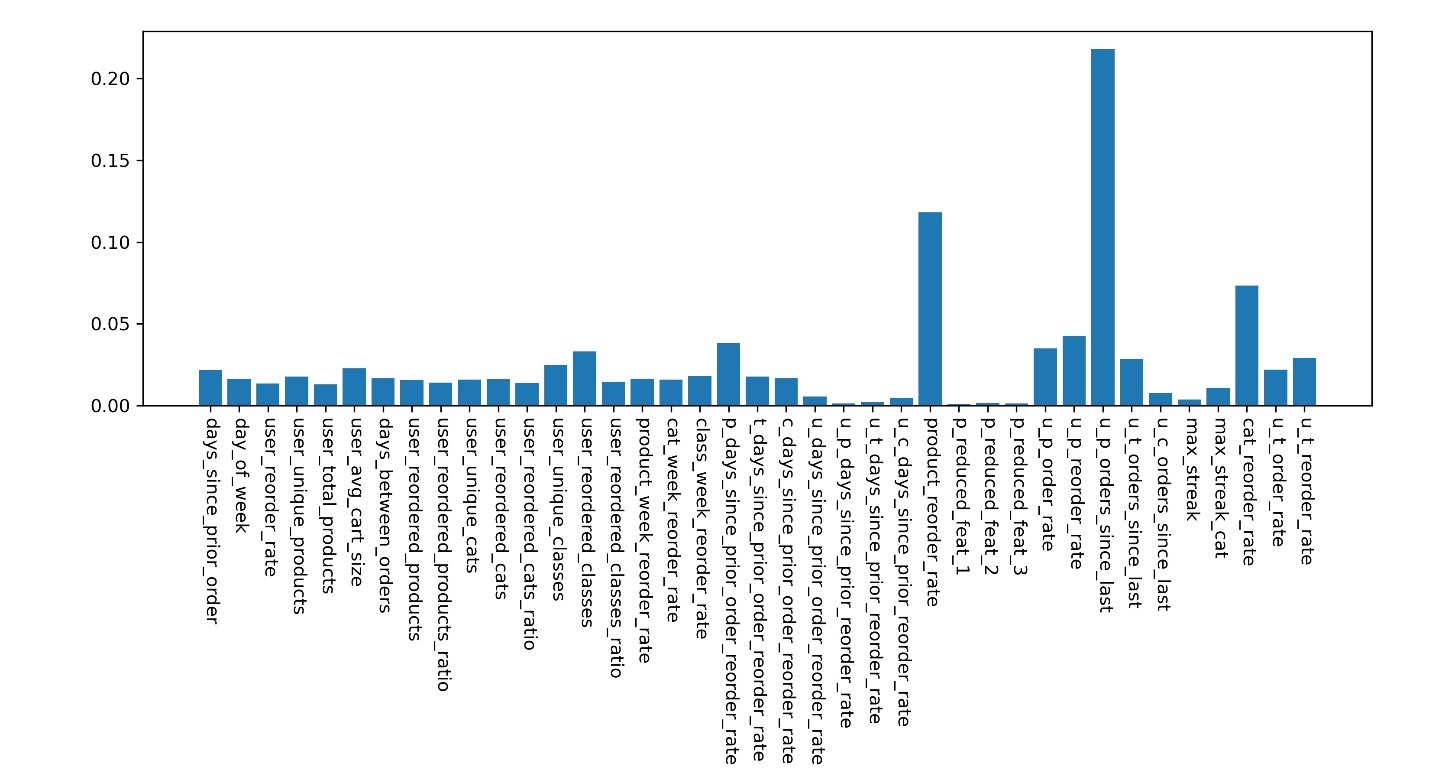 0.20
0.15
0.10
0.05
0.00
days_since_prior_order
day_of_week
user_reorder_rate
user_unique_products
user_total_products
user_avg_cart_size
days_between_orders
user_reordered_products
user_reordered_products_ratio
user_unique_cats
user_reordered_cats
user_reordered_cats_ratio
user_unique_classes
user_reordered_classes
user_reordered_classes_ratio
product_week_reorder_rate
cat_week_reorder_rate
class_week_reorder_rate
p_days_since_prior_order_reorder_rate
t_days_since_prior_order_reorder_rate
c_days_since_prior_order_reorder_rate
u_days_since_prior_order_reorder_rate
u_p_days_since_prior_reorder_rate
u_t_days_since_prior_reorder_rate
u_c_days_since_prior_reorder_rate
product_reorder_rate
p_reduced_feat_1
p_reduced_feat_2
p_reduced_feat_3
u_p_order_rate
u_p_reorder_rate
u_p_orders_since_last
u_t_orders_since_last
u_c_orders_since_last
max_streak
max_streak_cat
cat_reorder_rate
u_t_order_rate
u_t_reorder_rate